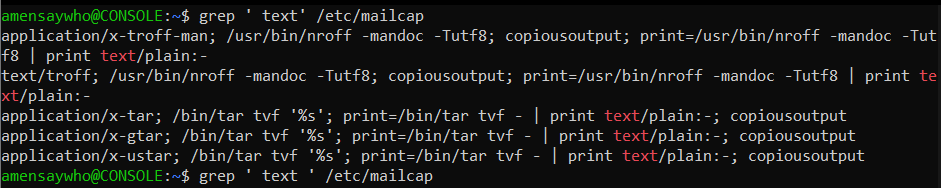 amensaywho@CONSOLE:~$ grep ' text' /etc/mailcap
application/x-troff-man; /usr/bin/nroff -mandoc -Tutf8; copiousoutput; print=/usr/bin/nroff -mandoc -Tut
f8 | print text/plain:-
text/troff; /usr/bin/nroff -mandoc -Tutf8; copiousoutput; print=/usr/bin/nroff -mandoc -Tutf8 | print te
xt/plain:-
application/x-tar; /bin/tar tvf '%s'; print=/bin/tar tvf - | print text/plain:-; copiousoutput
application/x-gtar; /bin/tar tvf '%s'; print=/bin/tar tvf - | print text/plain:-; copiousoutput
application/x-ustar; /bin/tar tvf '%s'; print=/bin/tar tvf - | print text/plain:-; copiousoutput
amensaywho@CONSOLE:~$ grep ' text ' /etc/mailcap